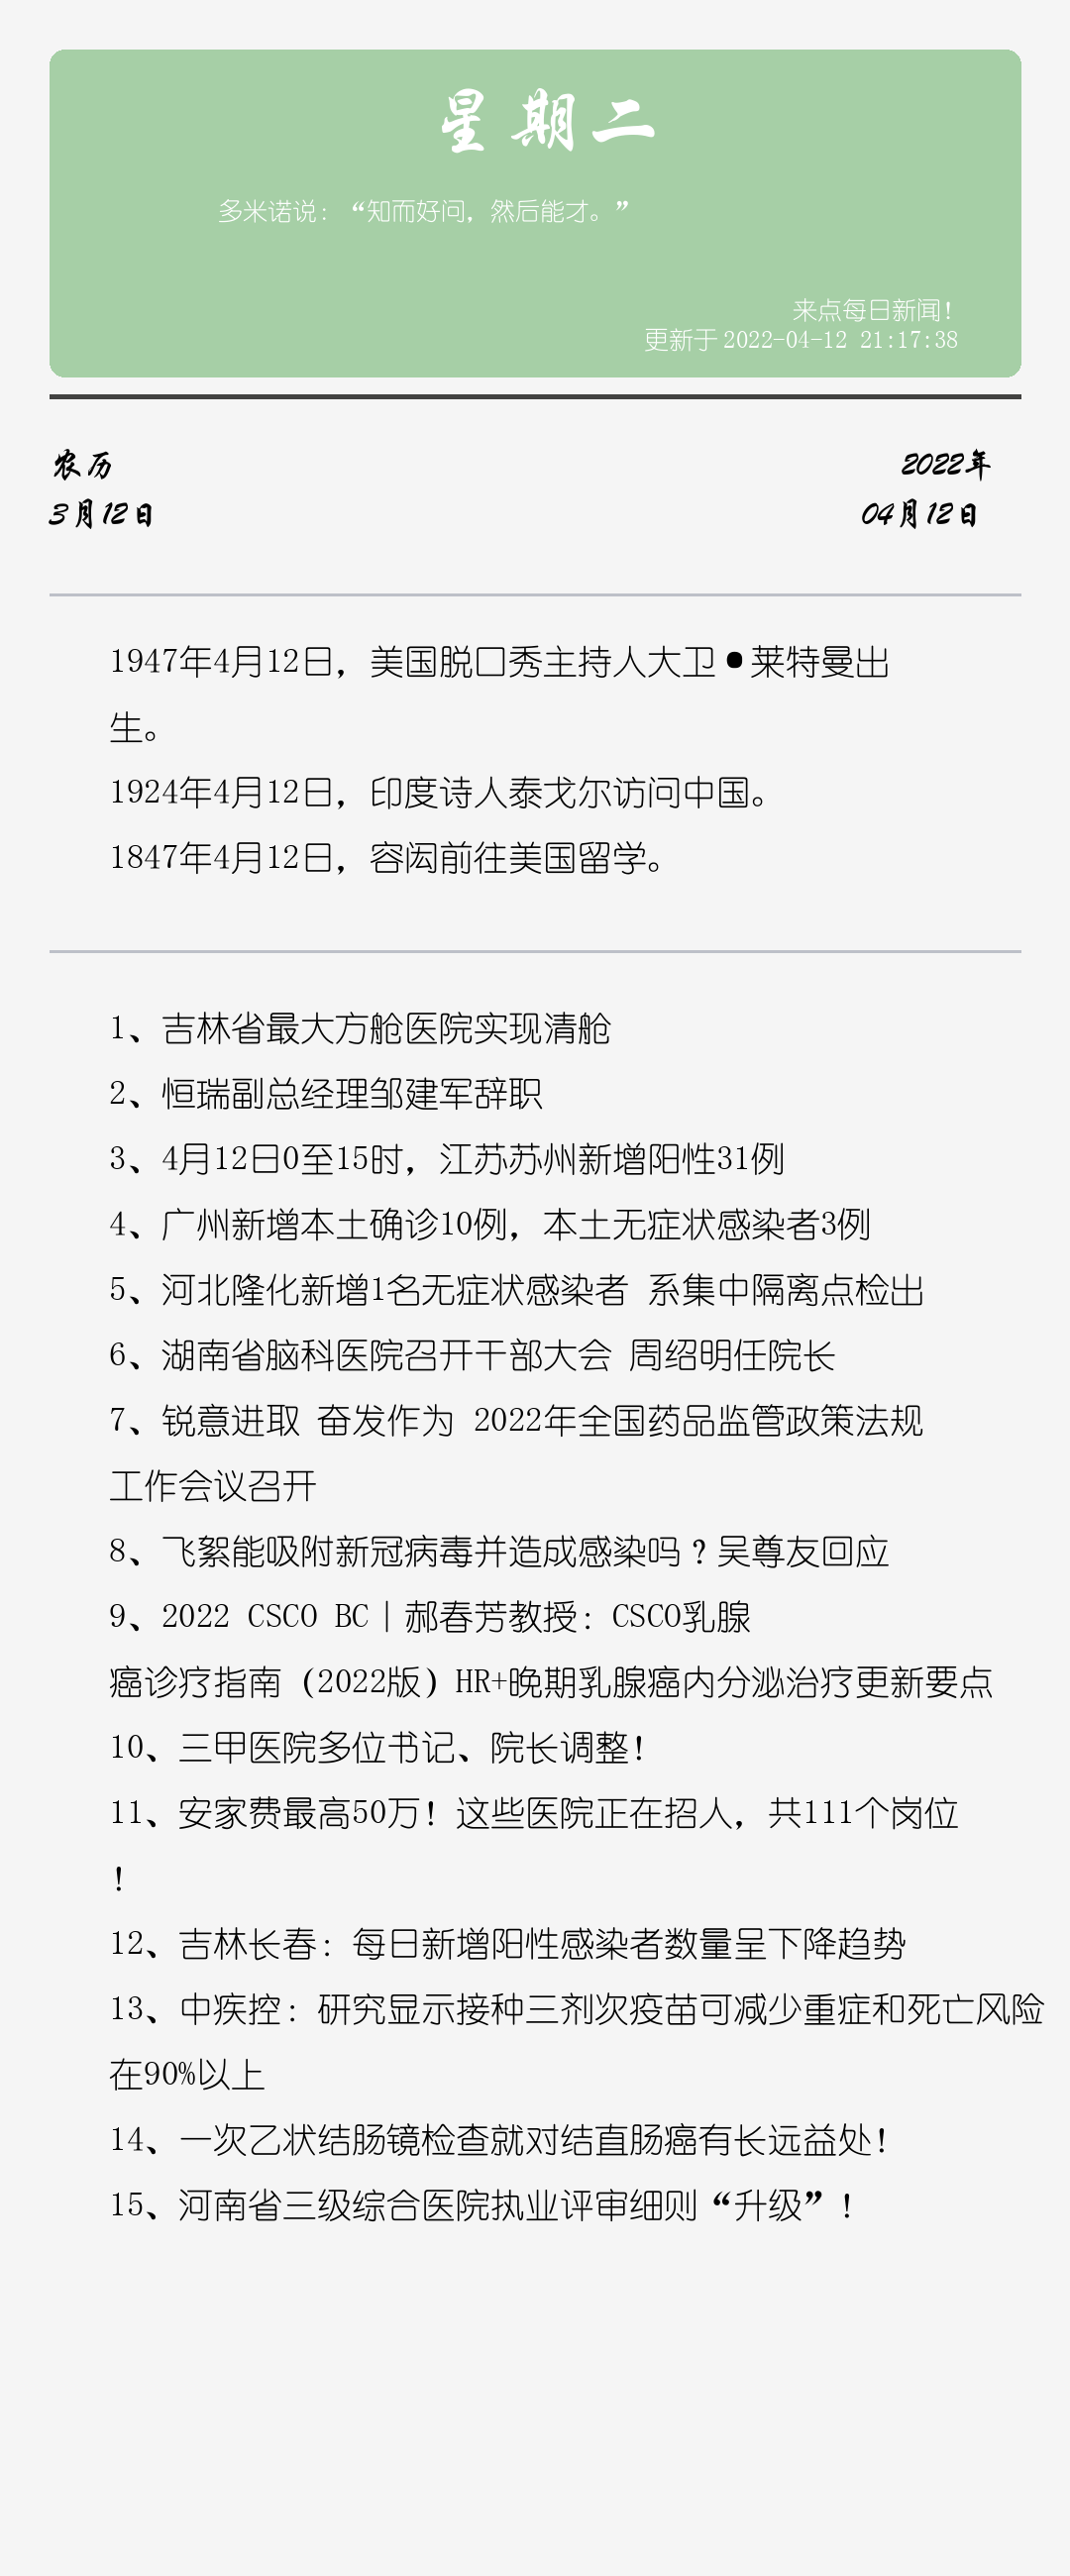 星期二
多米诺说：“知而好问，然后能才。”
来点每日新闻！
更新于 2022-04-12 21:17:38
农历
3月12日
2022年
04月12日
1947年4月12日，美国脱口秀主持人大卫•莱特曼出
生。
1924年4月12日，印度诗人泰戈尔访问中国。
1847年4月12日，容闳前往美国留学。
1、吉林省最大方舱医院实现清舱
2、恒瑞副总经理邹建军辞职
3、4月12日0至15时，江苏苏州新增阳性31例
4、广州新增本土确诊10例，本土无症状感染者3例
5、河北隆化新增1名无症状感染者 系集中隔离点检出
6、湖南省脑科医院召开干部大会 周绍明任院长
7、锐意进取 奋发作为 2022年全国药品监管政策法规
工作会议召开
8、飞絮能吸附新冠病毒并造成感染吗？吴尊友回应
9、2022 CSCO BC丨郝春芳教授：CSCO乳腺
癌诊疗指南（2022版）HR+晚期乳腺癌内分泌治疗更新要点
10、三甲医院多位书记、院长调整！
11、安家费最高50万！这些医院正在招人，共111个岗位
！
12、吉林长春：每日新增阳性感染者数量呈下降趋势
13、中疾控：研究显示接种三剂次疫苗可减少重症和死亡风险
在90%以上
14、一次乙状结肠镜检查就对结直肠癌有长远益处！
15、河南省三级综合医院执业评审细则“升级”！